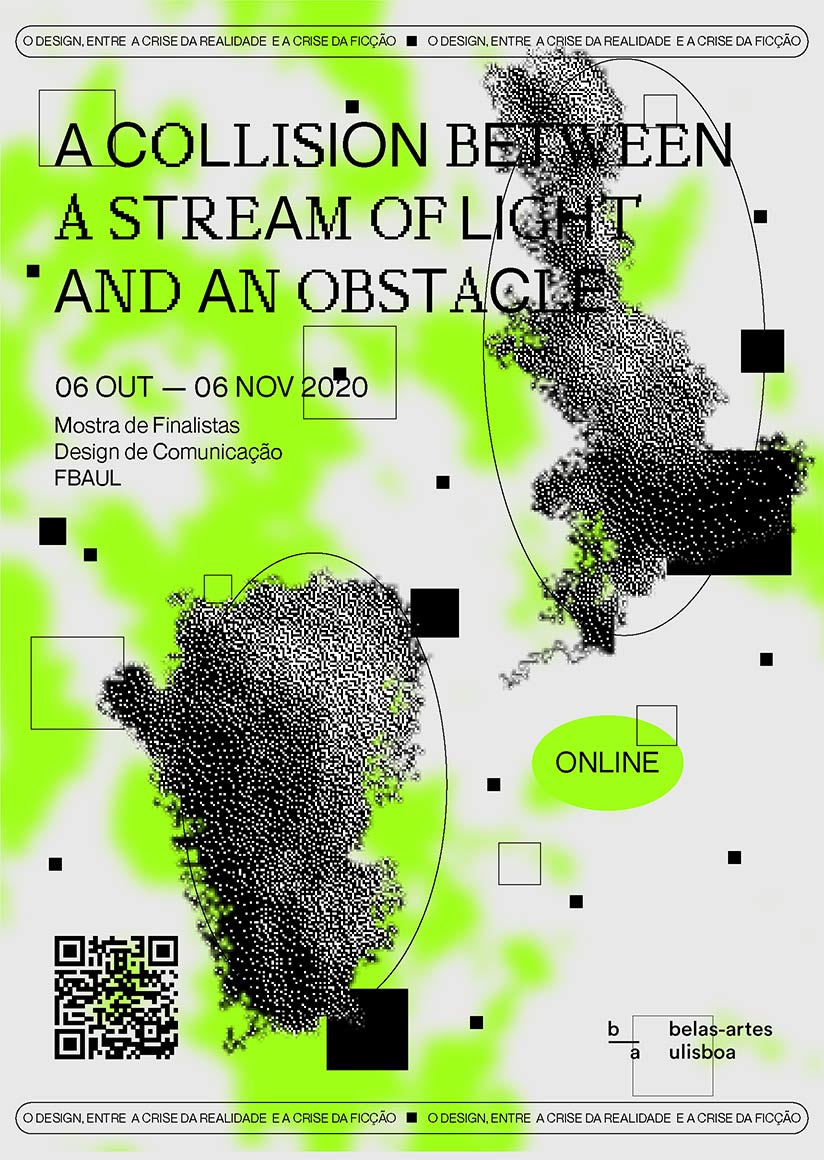 O DESIGN, ENTRE A CRISE DA REALIDADE E A CRISE DA FICÇÃO ■ O DESIGN, ENTRE A CRISE DA REALIDADE E A CRISE DA FICÇÃO
A COLLISION BETWEEN
A STREAM OF LIGHT
AND AN OBSTACLE
06 OUT — 06 NOV 2020
Mostra de Finalistas
Design de Comunicação
FBAUL
ONLINE
b
a
belas-artes
ulisboa
O DESIGN, ENTRE A CRISE DA REALIDADE E A CRISE DA FICÇÃO ■ O DESIGN, ENTRE A CRISE DA REALIDADE E A CRISE DA FICÇÃO